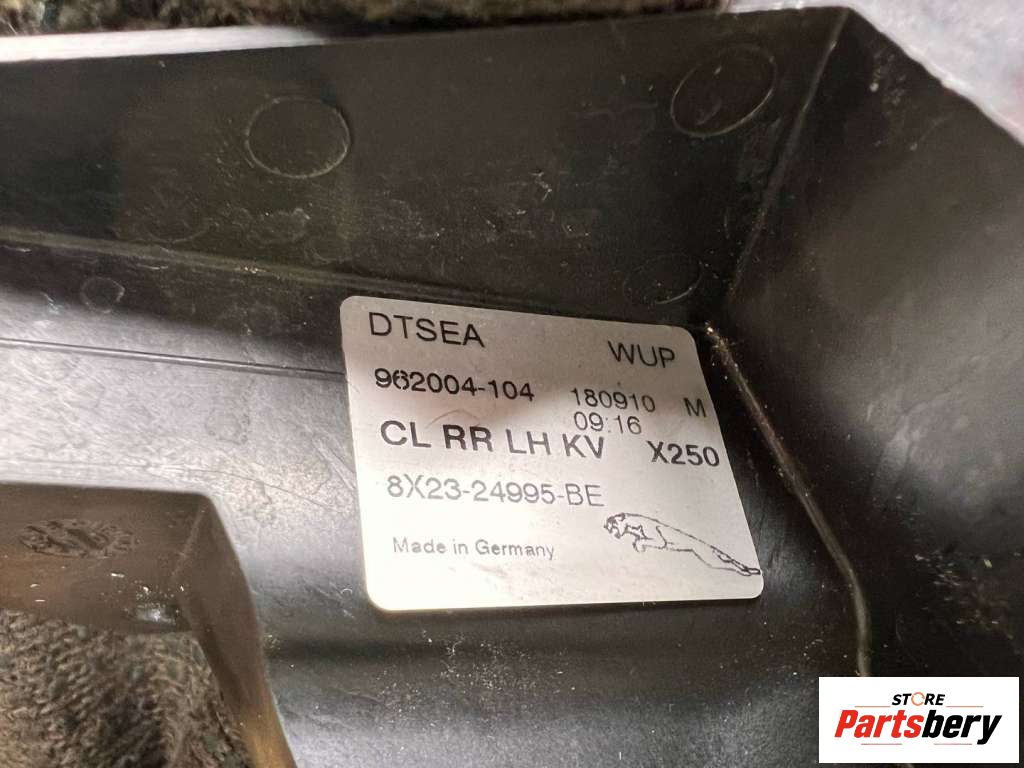 DTSEA
WUP
962004-104 180910 M
09:16
CL RR LH KV X250
8X23-24995-BE
Made in Germany
STORE
Partsbery